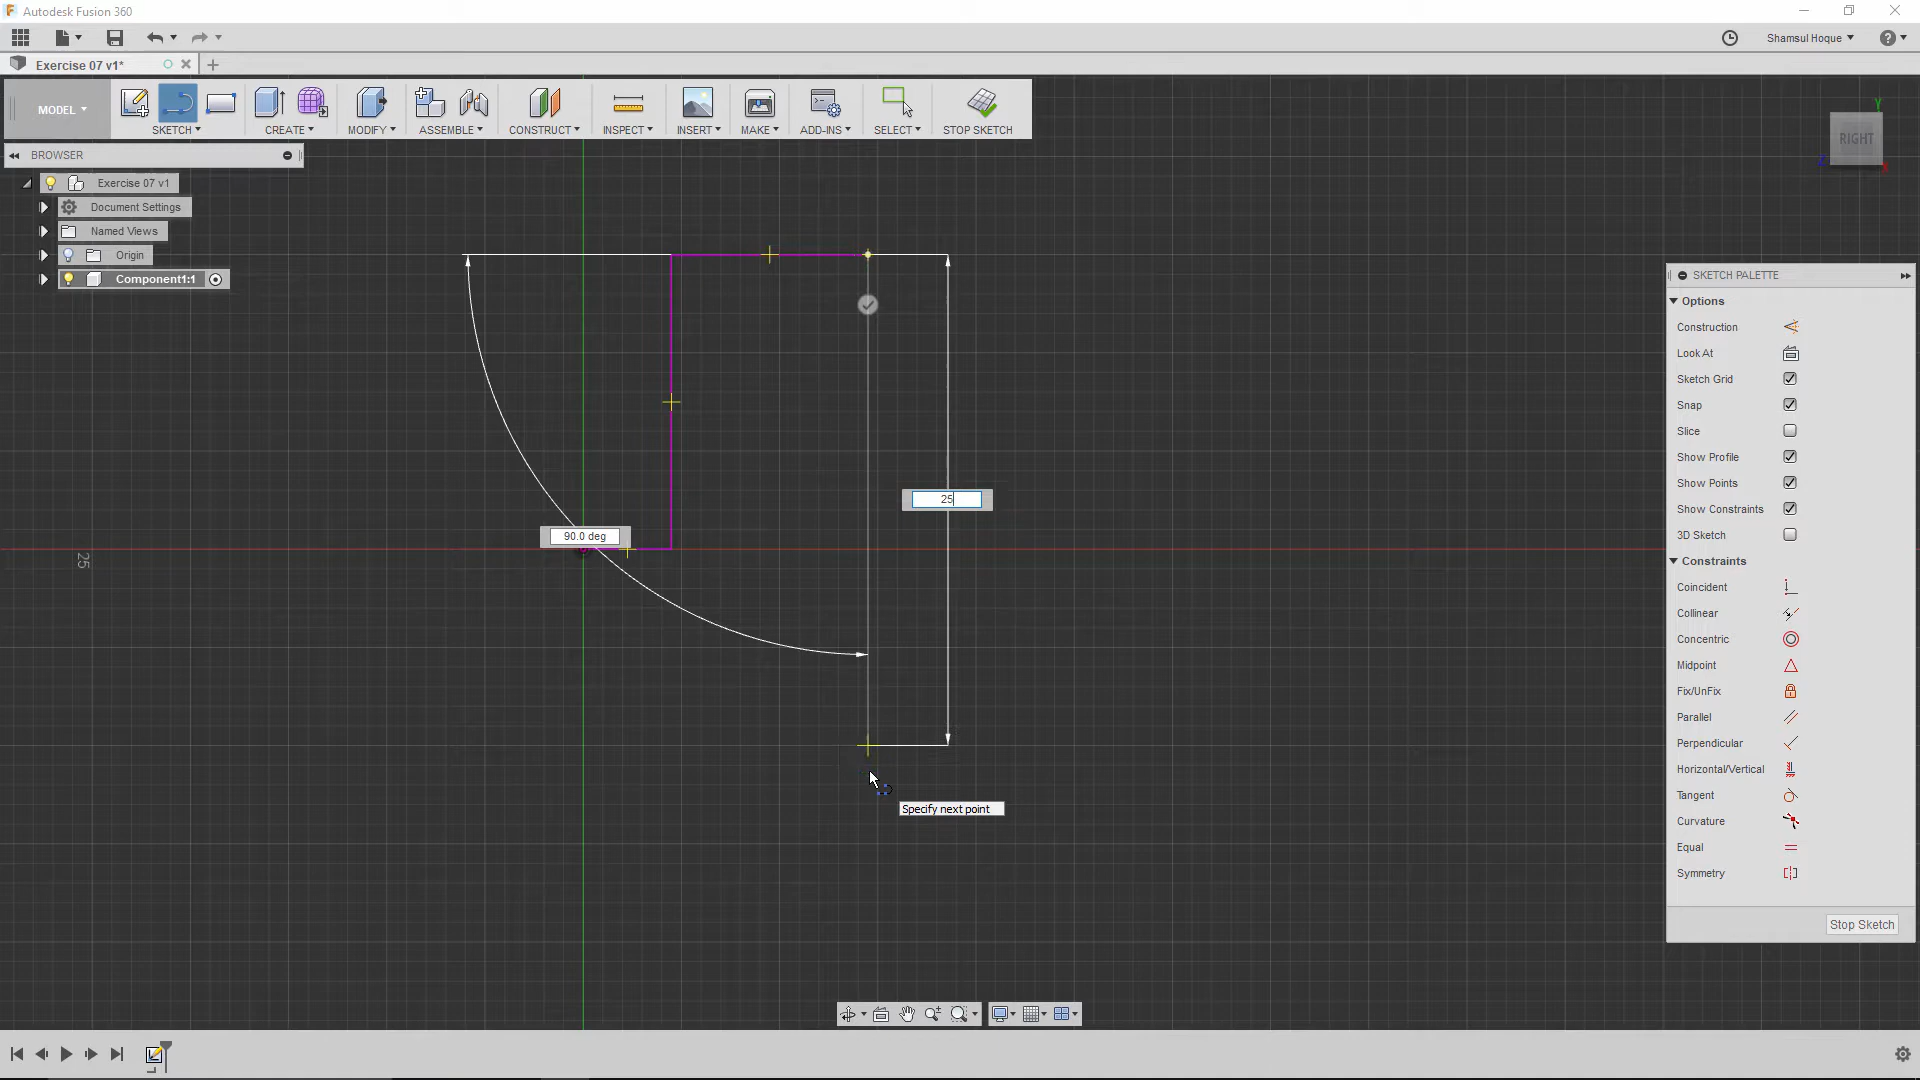 Autodesk Fusion 360
Shamsul Hoque
Exercise 07 v1*
MODEL
SKETCH
CREATE
MODIFY
ASSEMBLE
CONSTRUCT
INSPECT
INSERT
MAKE
ADD-INS
SELECT
STOP SKETCH
BROWSER
Exercise 07 v1
Document Settings
Named Views
Origin
Component1:1
Y
RIGHT
Z
X
25
90.0 deg
25
Specify next point
SKETCH PALETTE
Options
Construction
Look At
Sketch Grid
Snap
Slice
Show Profile
Show Points
Show Constraints
3D Sketch
Constraints
Coincident
Collinear
Concentric
Midpoint
Fix/UnFix
Parallel
Perpendicular
Horizontal/Vertical
Tangent
Curvature
Equal
Symmetry
Stop Sketch